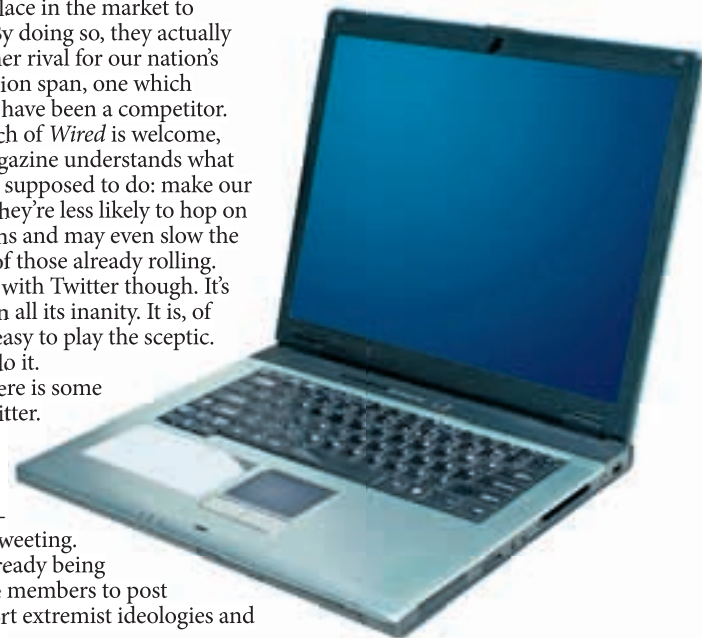 lace in the market to
By doing so, they actually
her rival for our nation's
ion span, one which
have been a competitor.
ch of Wired is welcome,
gazine understands what
supposed to do: make our
hey're less likely to hop on
ns and may even slow the
of those already rolling.
with Twitter though. It's
n all its inanity. It is, of
easy to play the sceptic.
lo it.
ere is some
itter.
-
weeting.
ready being
e members to post
rt extremist ideologies and